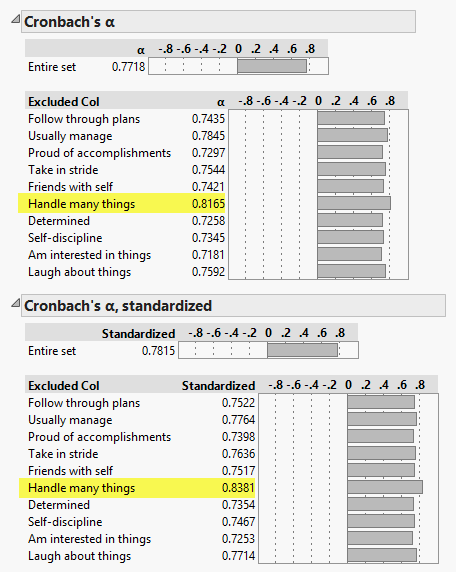 Cronbach's α
α -.8 -.6 -.4 -.2 0 .2 .4 .6 .8
Entire set 0.7718
Excluded Col α -.8 -.6 -.4 -.2 0 .2 .4 .6 .8
Follow through plans 0.7435
Usually manage 0.7845
Proud of accomplishments 0.7297
Take in stride 0.7544
Friends with self 0.7421
Handle many things 0.8165
Determined 0.7258
Self-discipline 0.7345
Am interested in things 0.7181
Laugh about things 0.7592
Cronbach's α, standardized
Standardized -.8 -.6 -.4 -.2 0 .2 .4 .6 .8
Entire set 0.7815
Excluded Col Standardized -.8 -.6 -.4 -.2 0 .2 .4 .6 .8
Follow through plans 0.7522
Usually manage 0.7764
Proud of accomplishments 0.7398
Take in stride 0.7636
Friends with self 0.7517
Handle many things 0.8381
Determined 0.7354
Self-discipline 0.7467
Am interested in things 0.7253
Laugh about things 0.7714